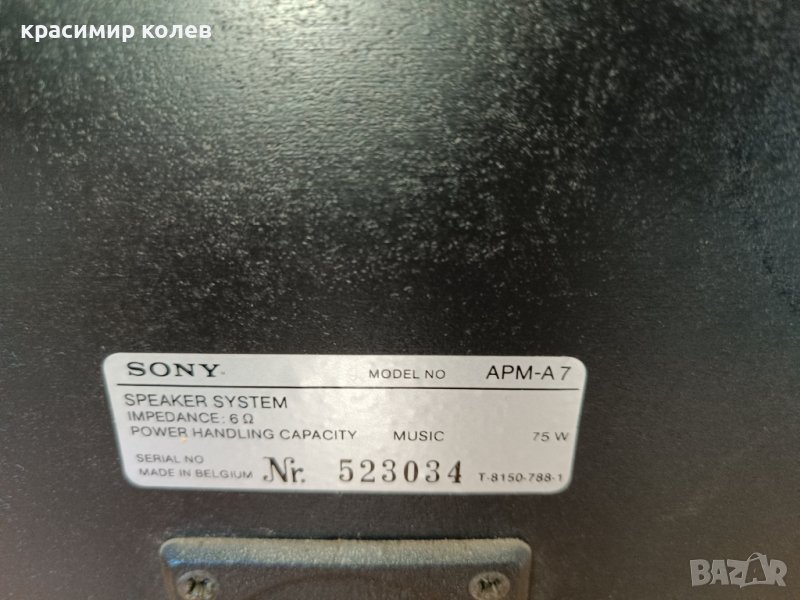 красимир колев
SONY MODEL NO APM-A7
SPEAKER SYSTEM
IMPEDANCE: 6 Ω
POWER HANDLING CAPACITY MUSIC 75 W
SERIAL NO
MADE IN BELGIUM Nr. 523034 T-8150-788-1
BAZAR